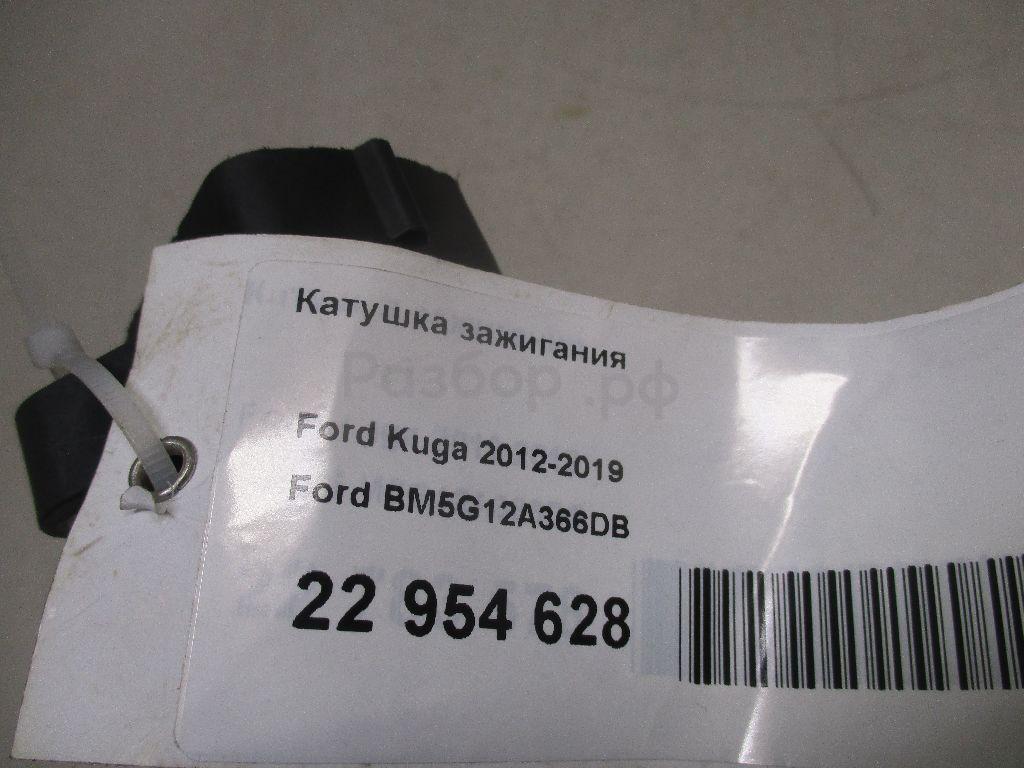 Катушка зажигания
Разбор.рф
Ford Kuga 2012-2019
Ford BM5G12A366DB
22 954 628